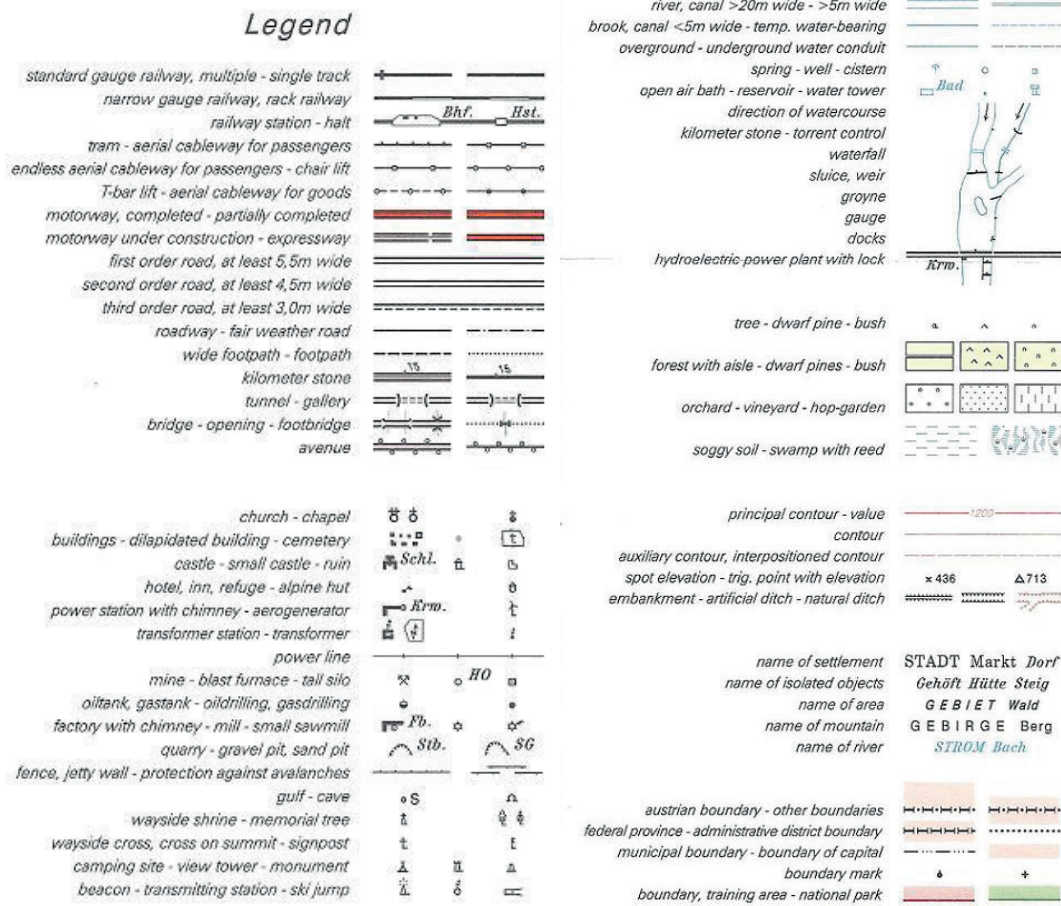 Legend
standard gauge railway, multiple - single track
narrow gauge railway, rack railway
railway station - halt Bhf. Hst.
tram - aerial cableway for passengers
endless aerial cableway for passengers - chair lift
T-bar lift - aerial cableway for goods
motorway, completed - partially completed
motorway under construction - expressway
first order road, at least 5,5m wide
second order road, at least 4,5m wide
third order road, at least 3,0m wide
roadway - fair weather road
wide footpath - footpath
kilometer stone 15 15
tunnel - gallery
bridge - opening - footbridge
avenue
church - chapel
buildings - dilapidated building - cemetery
castle - small castle - ruin Schl.
hotel, inn, refuge - alpine hut
power station with chimney - aerogenerator Krw.
transformer station - transformer
power line
mine - blast furnace - tall silo HO
oiltank, gastank - oildrilling, gasdrilling
factory with chimney - mill - small sawmill Fb.
quarry - gravel pit, sand pit Stb. SG
fence, jetty wall - protection against avalanches
gulf - cave S
wayside shrine - memorial tree
wayside cross, cross on summit - signpost
camping site - view tower - monument
beacon - transmitting station - ski jump
river, canal >20m wide - >5m wide
brook, canal <5m wide - temp. water-bearing
overground - underground water conduit
spring - well - cistern
open air bath - reservoir - water tower Bad
direction of watercourse
kilometer stone - torrent control
waterfall
sluice, weir
groyne
gauge
docks
hydroelectric power plant with lock Krw.
tree - dwarf pine - bush
forest with aisle - dwarf pines - bush
orchard - vineyard - hop-garden
soggy soil - swamp with reed
principal contour - value 1200
contour
auxiliary contour, interpositioned contour
spot elevation - trig. point with elevation × 436 △ 713
embankment - artificial ditch - natural ditch
name of settlement STADT Markt Dorf
name of isolated objects Gehöft Hütte Steig
name of area GEBIET Wald
name of mountain GEBIRGE Berg
name of river STROM Bach
austrian boundary - other boundaries
federal province - administrative district boundary
municipal boundary - boundary of capital
boundary mark
boundary, training area - national park